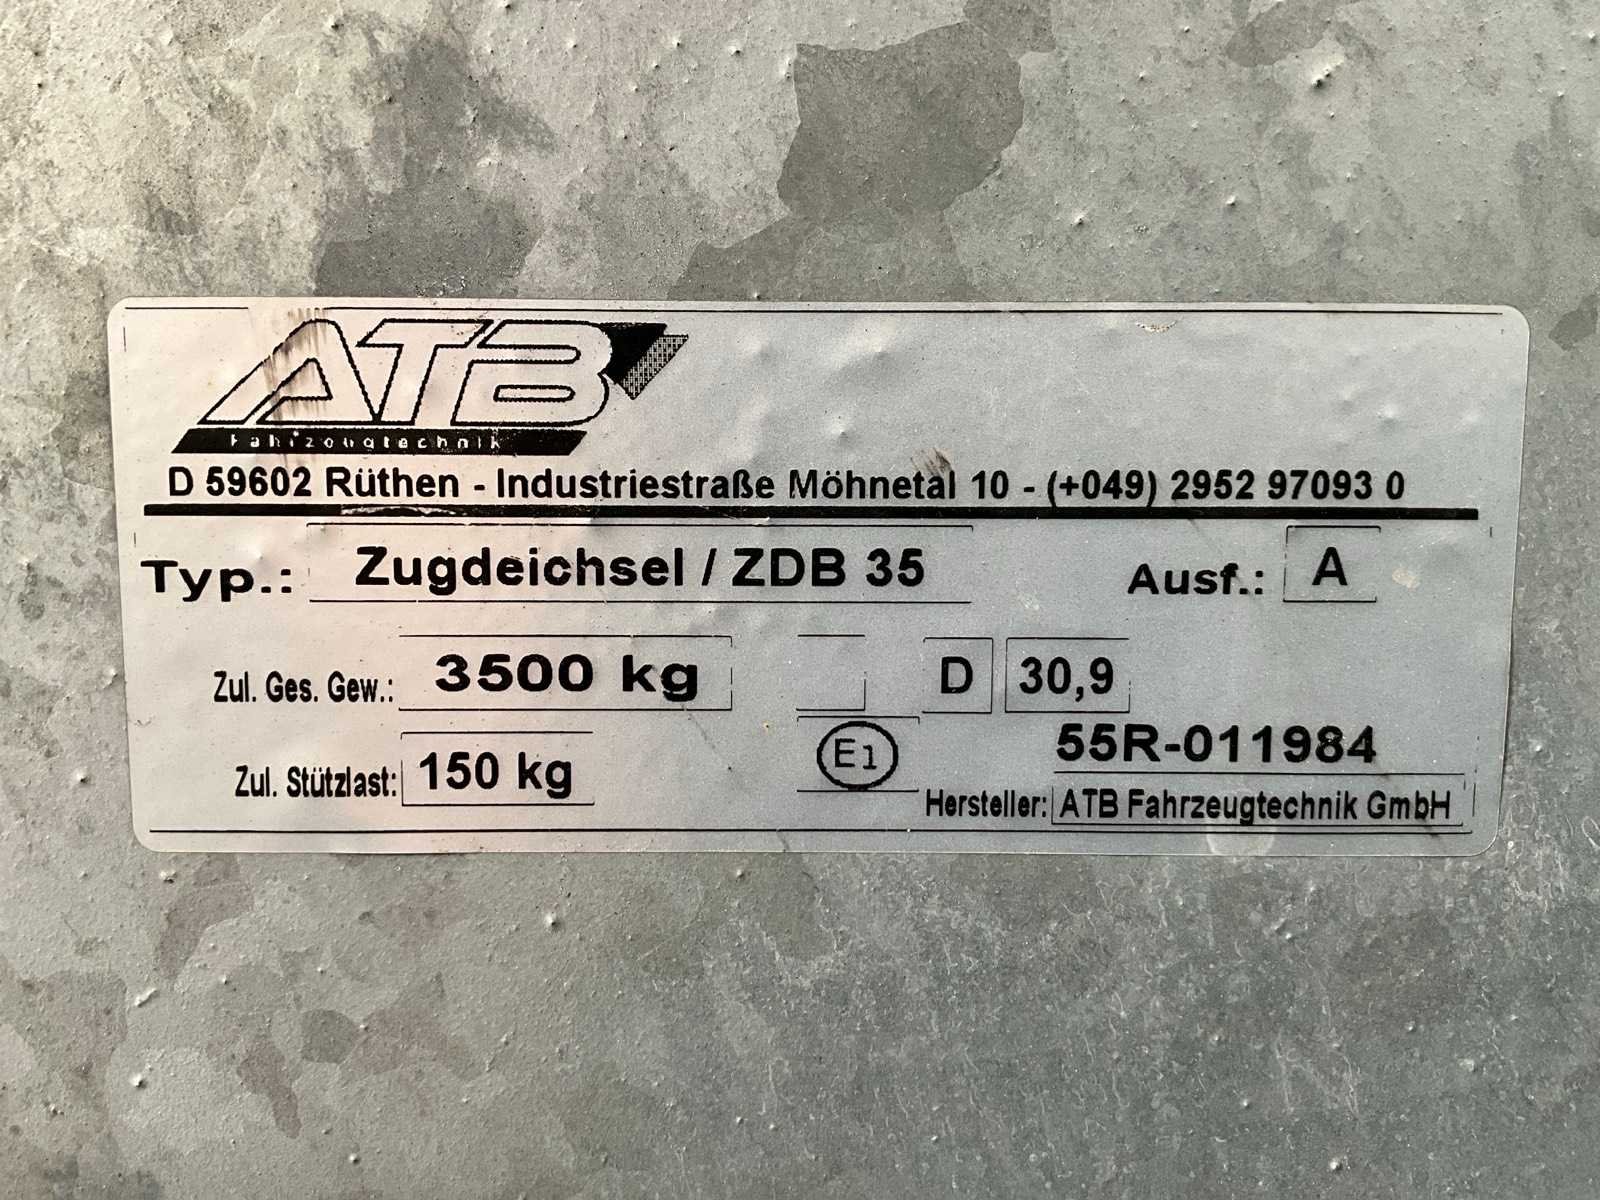 ATB
Fahrzeugtechnik
D 59602 Rüthen - Industriestraße Möhnetal 10 - (+049) 2952 97093 0
Typ.: Zugdeichsel / ZDB 35 Ausf.: A
Zul. Ges. Gew.: 3500 kg D 30,9
Zul. Stützlast: 150 kg E1 55R-011984
Hersteller: ATB Fahrzeugtechnik GmbH